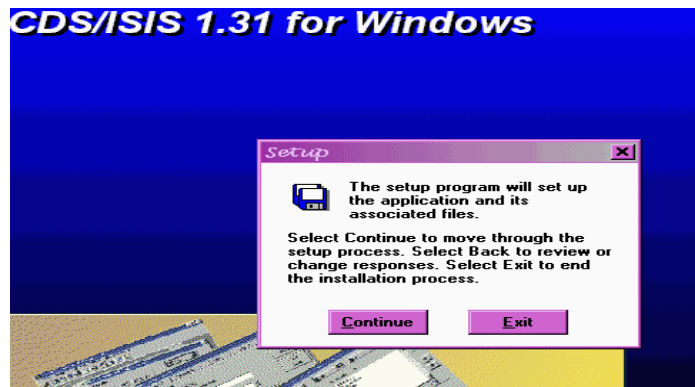 CDS/ISIS 1.31 for Windows
Setup
The setup program will set up
the application and its
associated files.
Select Continue to move through the
setup process. Select Back to review or
change responses. Select Exit to end
the installation process.
Continue
Exit